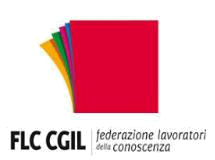 FLC CGIL
federazione lavoratori
della conoscenza